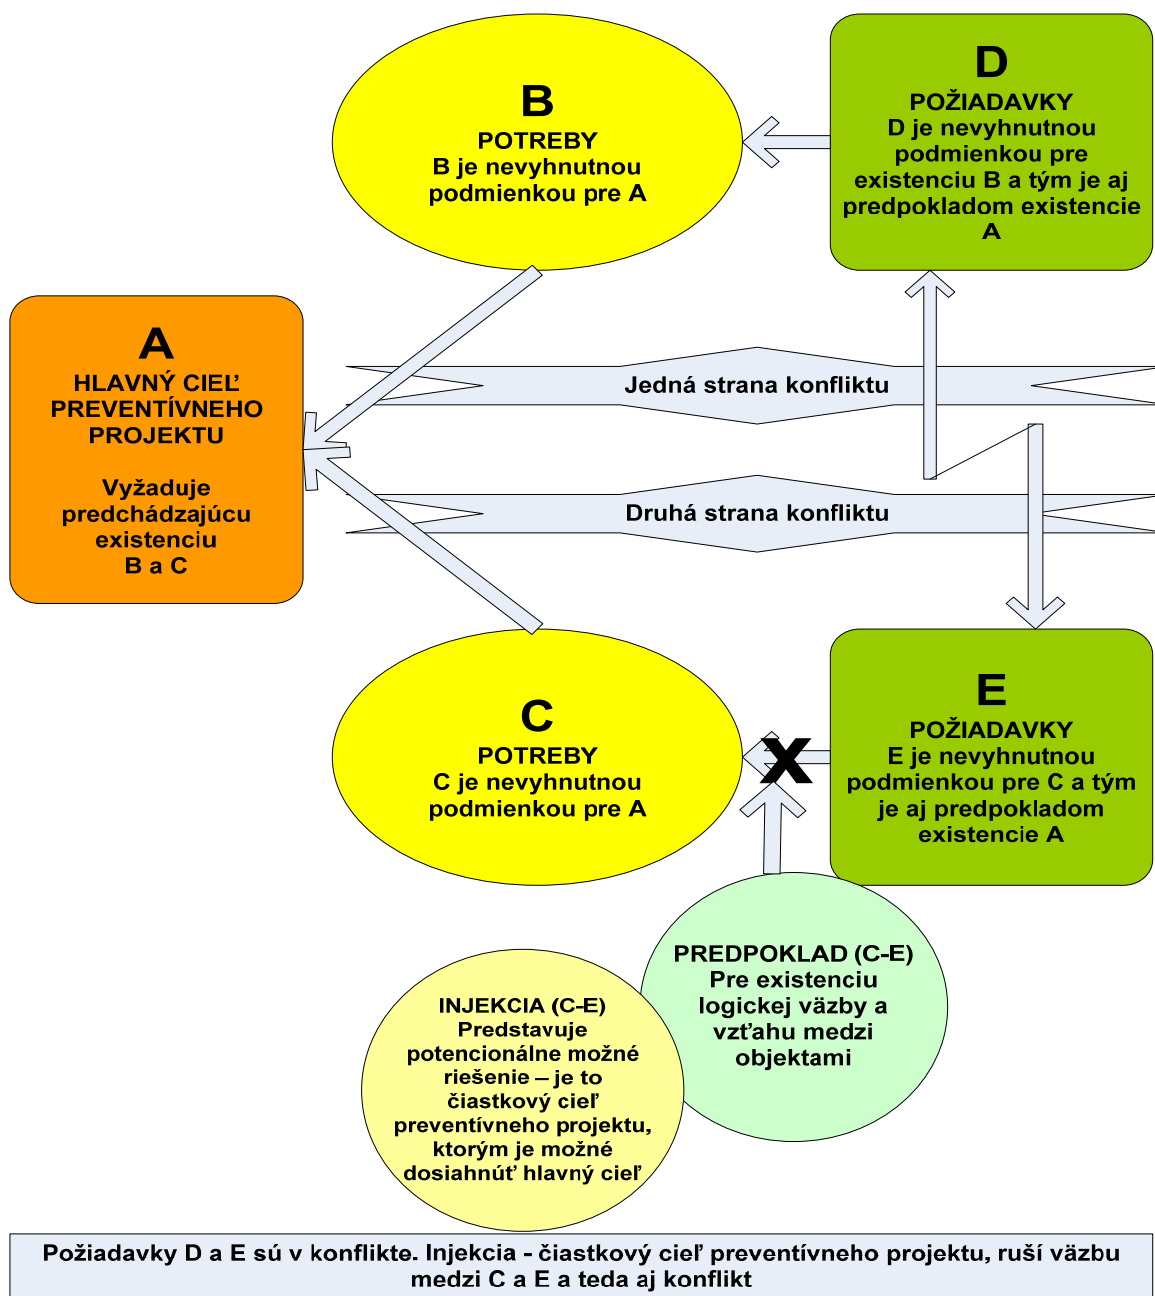 B
POTREBY
B je nevyhnutnou
podmienkou pre A
D
POŽIADAVKY
D je nevyhnutnou
podmienkou pre
existenciu B a tým je aj
predpokladom existencie
A
A
HLAVNÝ CIEĽ
PREVENTÍVNEHO
PROJEKTU
Vyžaduje
predchádzajúcu
existenciu
B a C
Jedná strana konfliktu
Druhá strana konfliktu
C
POTREBY
C je nevyhnutnou
podmienkou pre A
X
E
POŽIADAVKY
E je nevyhnutnou
podmienkou pre C a tým
je aj predpokladom
existencie A
PREDPOKLAD (C-E)
Pre existenciu
logickej väzby a
vzťahu medzi
objektami
INJEKCIA (C-E)
Predstavuje
potencionálne možné
riešenie – je to
čiastkový cieľ
preventívneho projektu,
ktorým je možné
dosiahnúť hlavný cieľ
Požiadavky D a E sú v konflikte. Injekcia - čiastkový cieľ preventívneho projektu, ruší väzbu
medzi C a E a teda aj konflikt